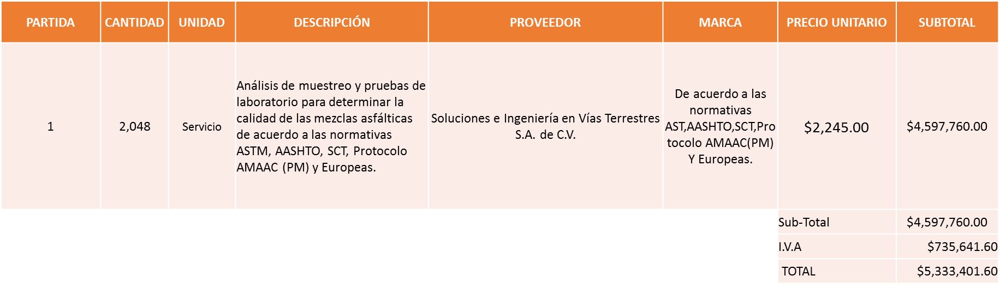 PARTIDA CANTIDAD UNIDAD DESCRIPCIÓN PROVEEDOR MARCA PRECIO UNITARIO SUBTOTAL
1
2,048
Servicio
Análisis de muestreo y pruebas de
laboratorio para determinar la
calidad de las mezclas asfálticas
de acuerdo a las normativas
ASTM, AASHTO, SCT, Protocolo
AMAAC (PM) y Europeas.
Soluciones e Ingeniería en Vías Terrestres
S.A. de C.V.
De acuerdo a las
normativas
AST,AASHTO,SCT,Pro
tocolo AMAAC(PM)
Y Europeas.
$2,245.00
$4,597,760.00
Sub-Total $4,597,760.00
I.V.A $735,641.60
TOTAL $5,333,401.60